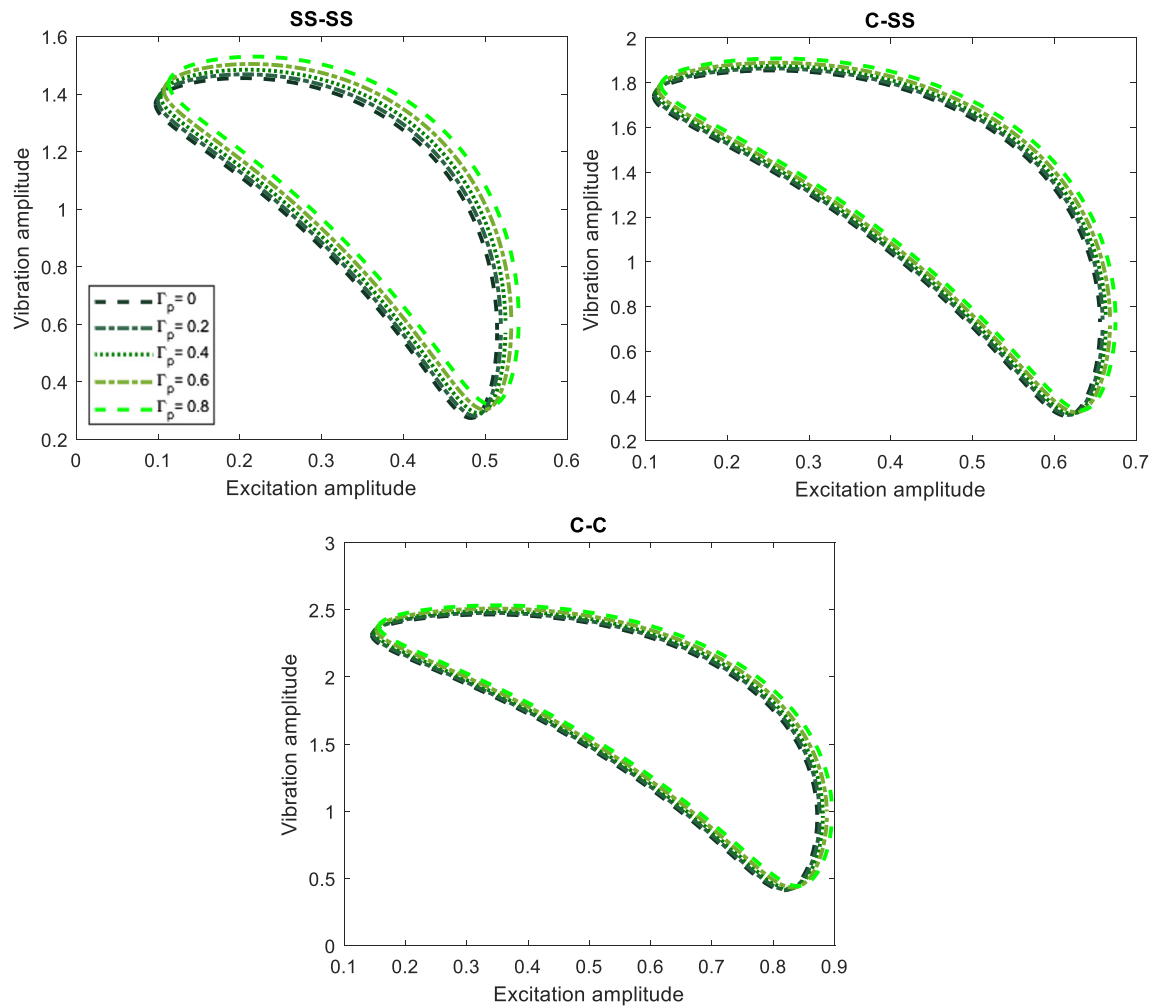 SS-SS
1.6
1.4
1.2
1
0.8
0.6
0.4
0.2
Vibration amplitude
Γp= 0
Γp= 0.2
Γp= 0.4
Γp= 0.6
Γp= 0.8
0 0.1 0.2 0.3 0.4 0.5 0.6
Excitation amplitude
C-SS
2
1.8
1.6
1.4
1.2
1
0.8
0.6
0.4
0.2
Vibration amplitude
0.1 0.2 0.3 0.4 0.5 0.6 0.7
Excitation amplitude
C-C
3
2.5
2
1.5
1
0.5
0
Vibration amplitude
0.1 0.2 0.3 0.4 0.5 0.6 0.7 0.8 0.9
Excitation amplitude